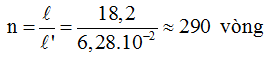 n = ℓ / ℓ' = 18,2 / 6,28.10⁻² ≈ 290 vòng